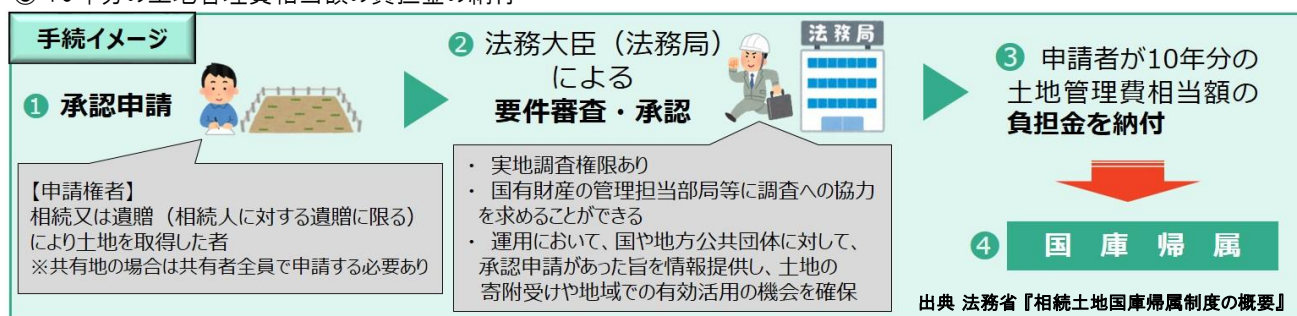 手続イメージ
❶ 承認申請
【申請権者】
相続又は遺贈（相続人に対する遺贈に限る）
により土地を取得した者
※共有地の場合は共有者全員で申請する必要あり
❷ 法務大臣（法務局）
による
要件審査・承認
法務局
・ 実地調査権限あり
・ 国有財産の管理担当部局等に調査への協力
を求めることができる
・ 運用において、国や地方公共団体に対して、
承認申請があった旨を情報提供し、土地の
寄附受けや地域での有効活用の機会を確保
❸ 申請者が10年分の
土地管理費相当額の
負担金を納付
❹ 国庫帰属
出典 法務省『相続土地国庫帰属制度の概要』